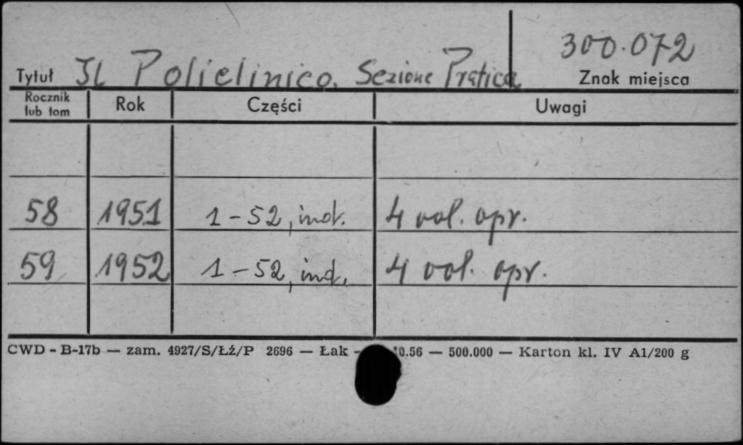 300.072
Tytuł Il Policlinico. Sezione Pratica Znak miejsca
Rocznik lub tom Rok Części Uwagi
58 1951 1-52, ind. 4 vol. opr.
59 1952 1-52, ind. 4 vol. opr.
CWD - B-17b — zam. 4927/S/Łż/P 2696 — Łak — 10.56 — 500.000 — Karton kl. IV A1/200 g